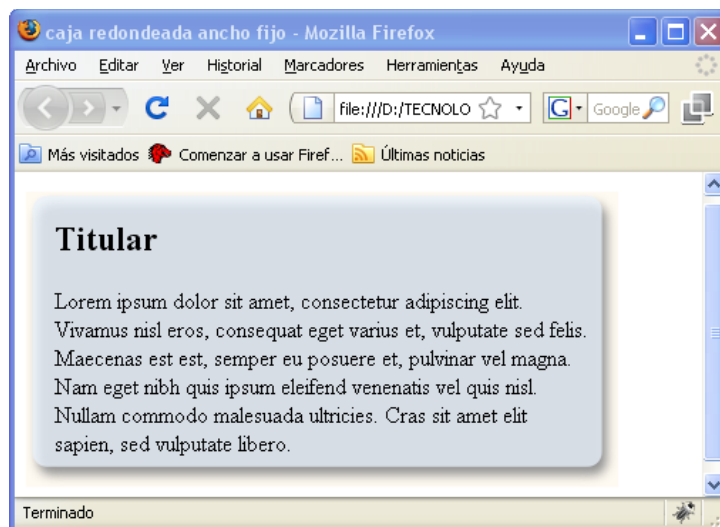 caja redondeada ancho fijo - Mozilla Firefox
Archivo Editar Ver Historial Marcadores Herramientas Ayuda
file:///D:/TECNOLO G Google
Más visitados Comenzar a usar Firef... Últimas noticias
Titular
Lorem ipsum dolor sit amet, consectetur adipiscing elit.
Vivamus nisl eros, consequat eget varius et, vulputate sed felis.
Maecenas est est, semper eu posuere et, pulvinar vel magna.
Nam eget nibh quis ipsum eleifend venenatis vel quis nisl.
Nullam commodo malesuada ultricies. Cras sit amet elit
sapien, sed vulputate libero.
Terminado